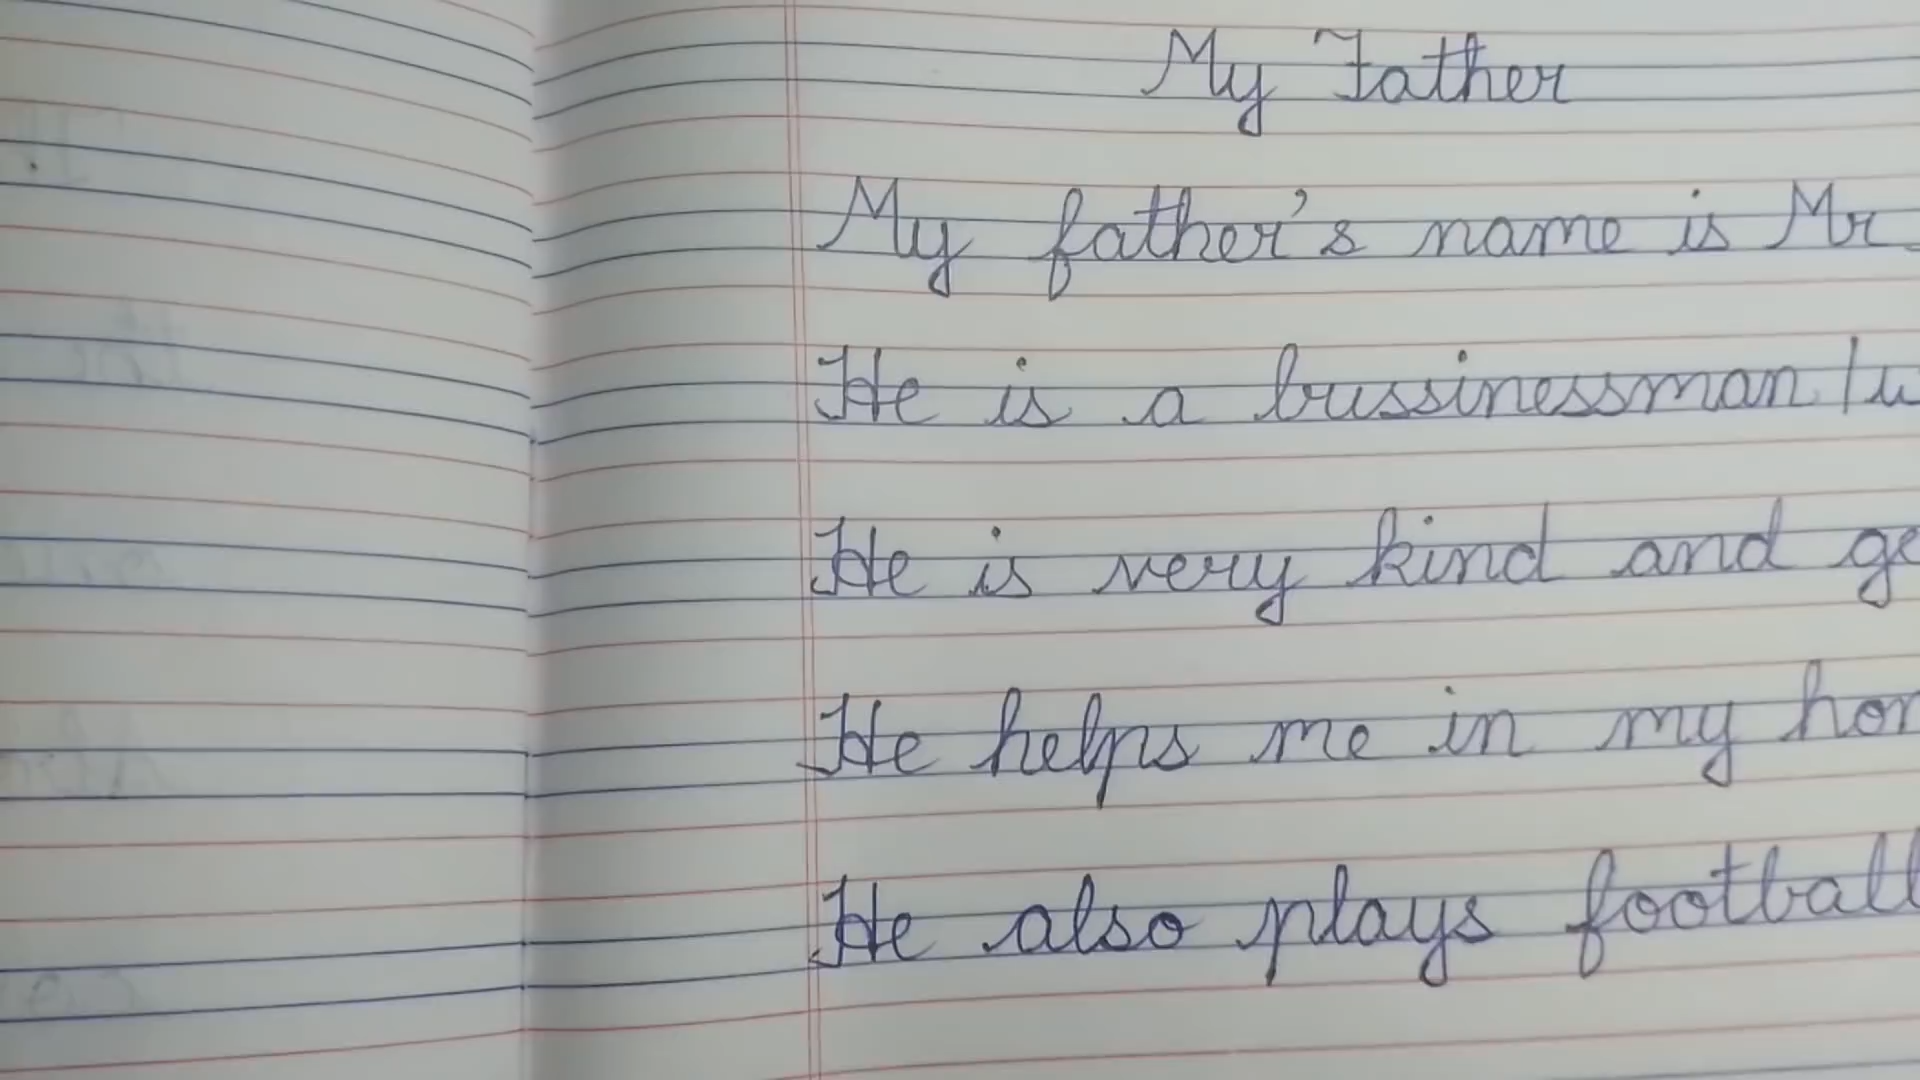 My Father
My father's name is Mr
He is a bussinessman /
He is very kind and
He helps me in my
He also plays football